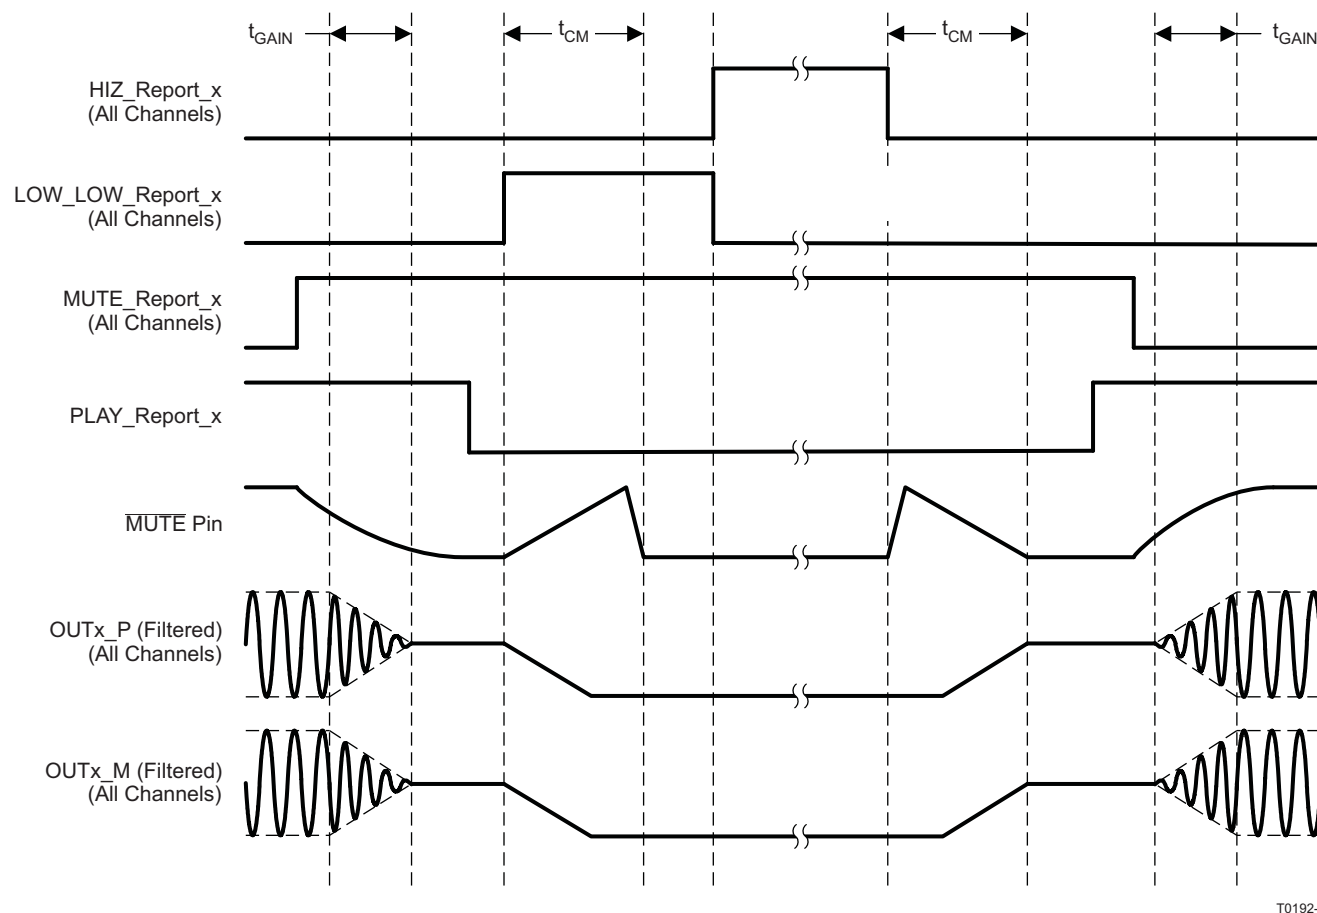 tGAIN
tCM
tCM
tGAIN
HIZ_Report_x
(All Channels)
LOW_LOW_Report_x
(All Channels)
MUTE_Report_x
(All Channels)
PLAY_Report_x
MUTE Pin
OUTx_P (Filtered)
(All Channels)
OUTx_M (Filtered)
(All Channels)
T0192-